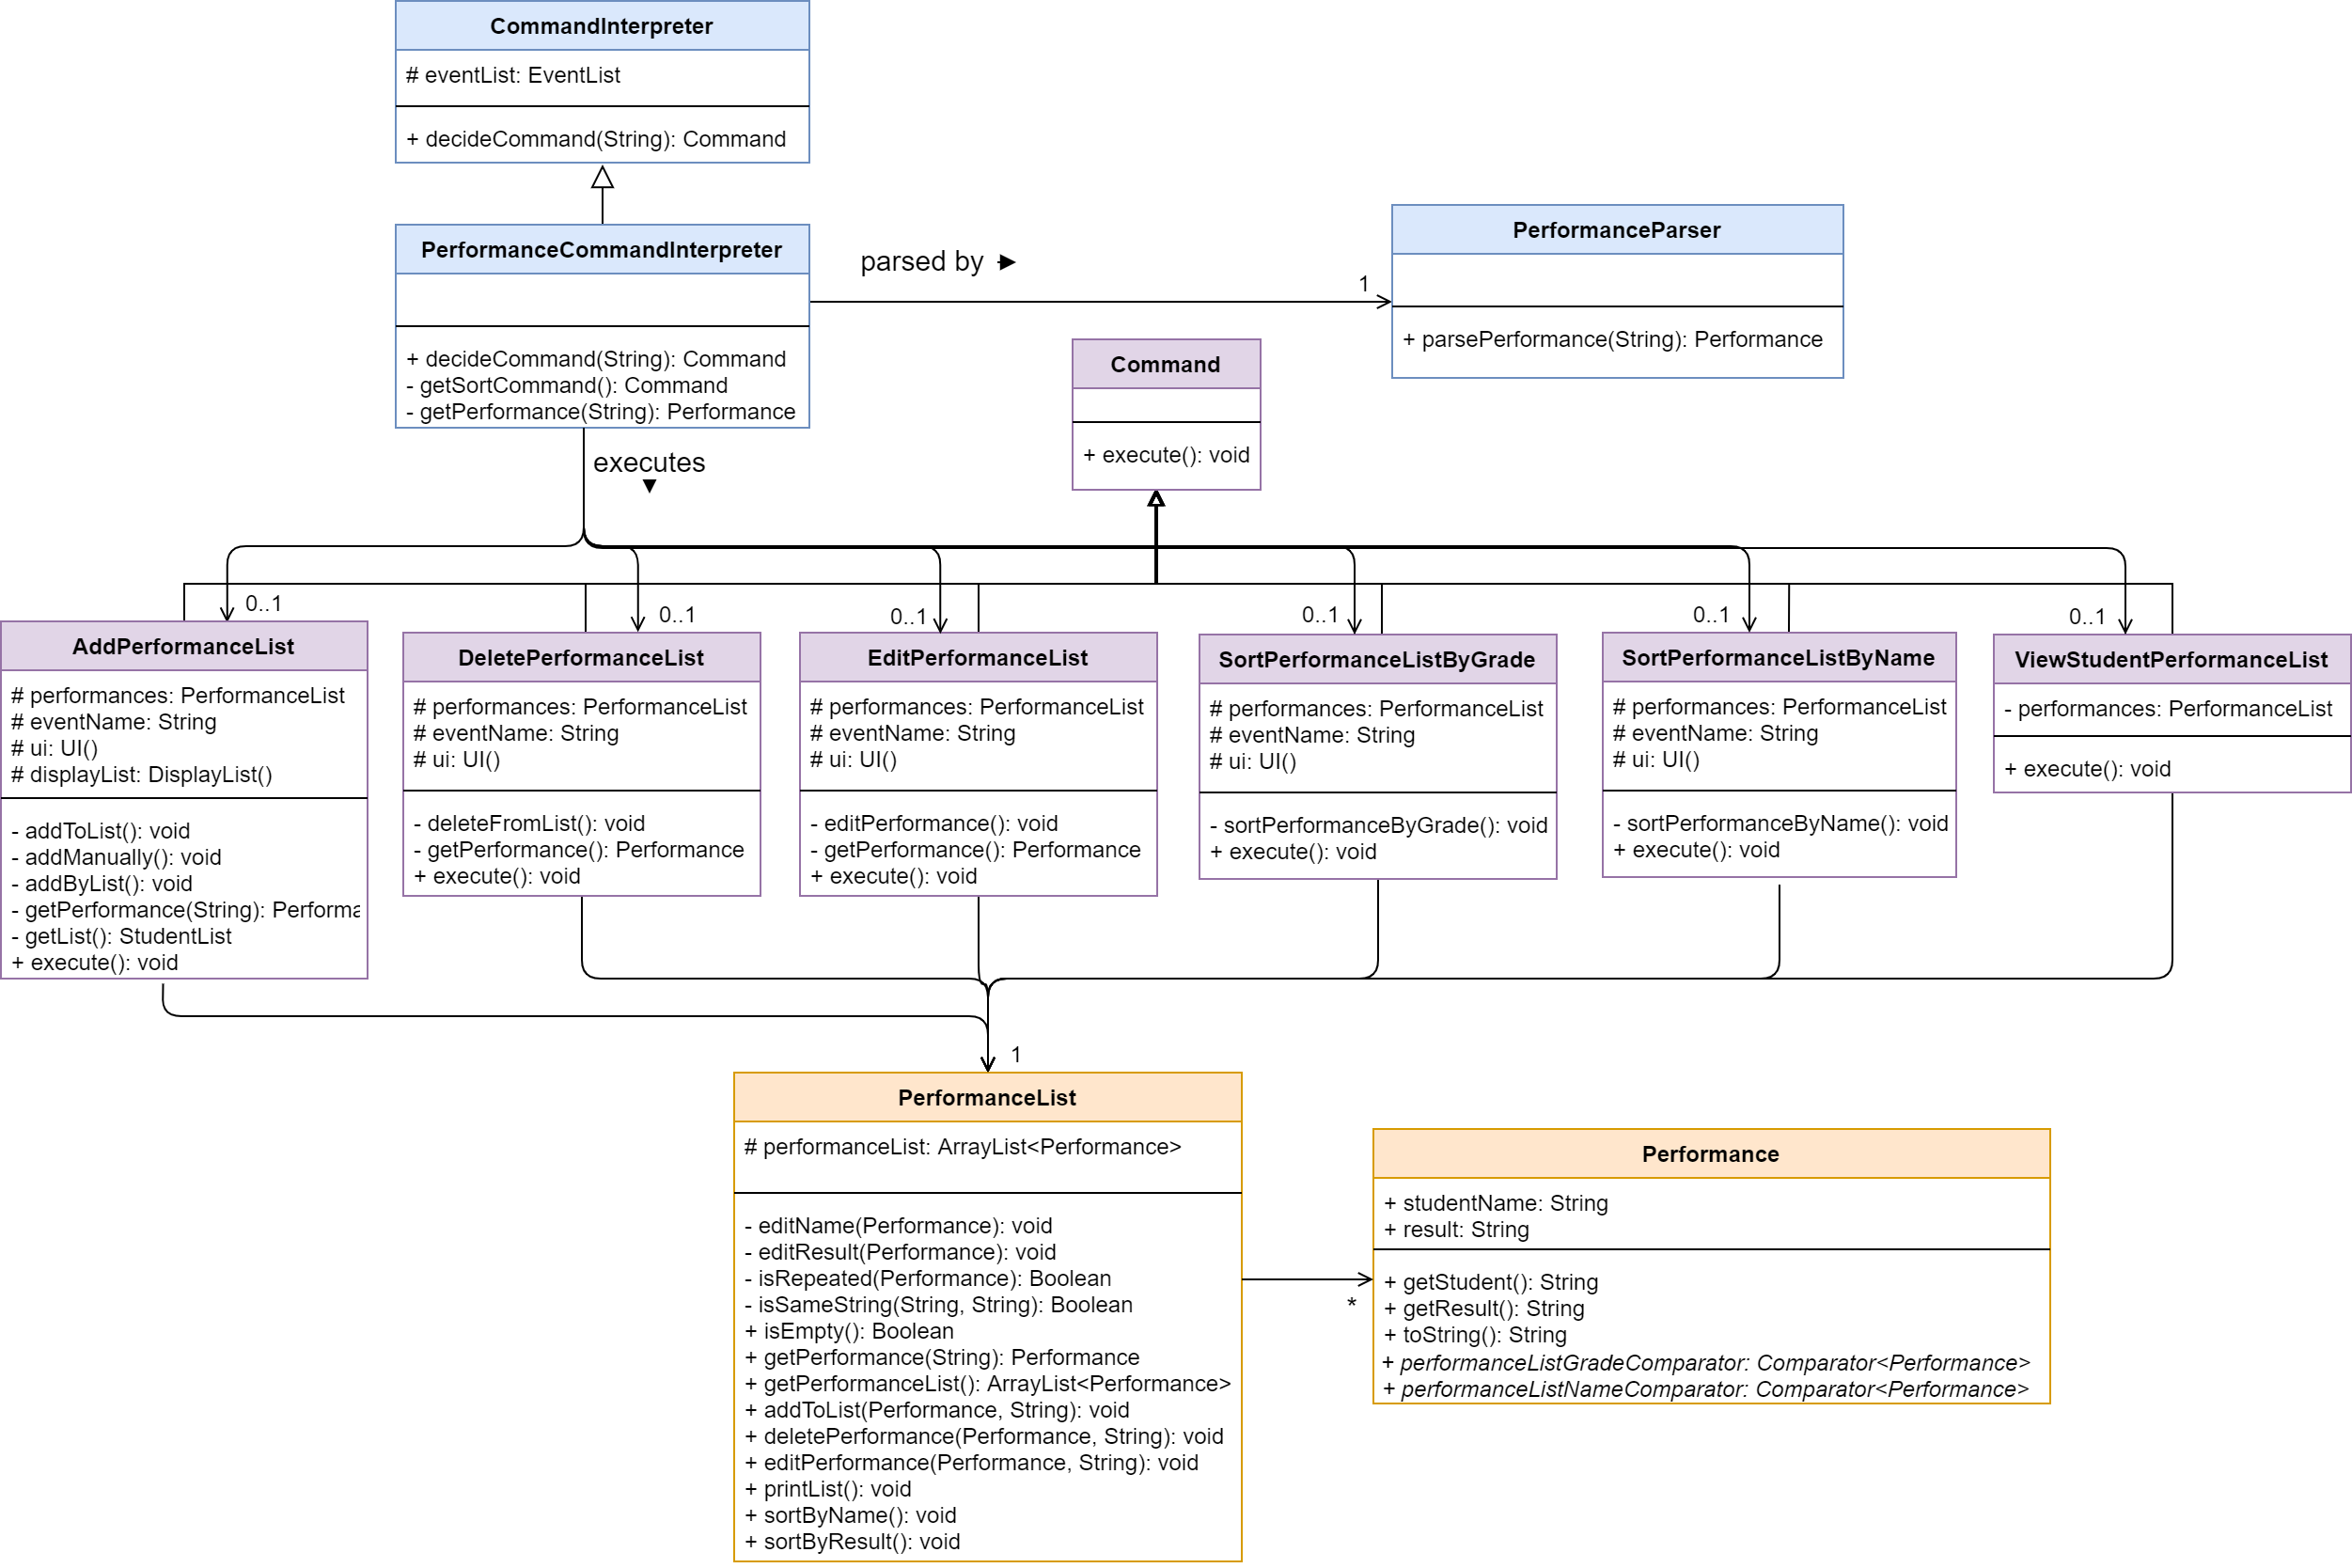 CommandInterpreter
# eventList: EventList
+ decideCommand(String): Command
PerformanceCommandInterpreter
+ decideCommand(String): Command
- getSortCommand(): Command
- getPerformance(String): Performance
parsed by ►
1
PerformanceParser
+ parsePerformance(String): Performance
Command
+ execute(): void
executes
▼
0..1
0..1
0..1
0..1
0..1
0..1
AddPerformanceList
# performances: PerformanceList
# eventName: String
# ui: UI()
# displayList: DisplayList()
- addToList(): void
- addManually(): void
- addByList(): void
- getPerformance(String): Performa
- getList(): StudentList
+ execute(): void
DeletePerformanceList
# performances: PerformanceList
# eventName: String
# ui: UI()
- deleteFromList(): void
- getPerformance(): Performance
+ execute(): void
EditPerformanceList
# performances: PerformanceList
# eventName: String
# ui: UI()
- editPerformance(): void
- getPerformance(): Performance
+ execute(): void
SortPerformanceListByGrade
# performances: PerformanceList
# eventName: String
# ui: UI()
- sortPerformanceByGrade(): void
+ execute(): void
SortPerformanceListByName
# performances: PerformanceList
# eventName: String
# ui: UI()
- sortPerformanceByName(): void
+ execute(): void
ViewStudentPerformanceList
- performances: PerformanceList
+ execute(): void
1
PerformanceList
# performanceList: ArrayList<Performance>
- editName(Performance): void
- editResult(Performance): void
- isRepeated(Performance): Boolean
- isSameString(String, String): Boolean
+ isEmpty(): Boolean
+ getPerformance(String): Performance
+ getPerformanceList(): ArrayList<Performance>
+ addToList(Performance, String): void
+ deletePerformance(Performance, String): void
+ editPerformance(Performance, String): void
+ printList(): void
+ sortByName(): void
+ sortByResult(): void
*
Performance
+ studentName: String
+ result: String
+ getStudent(): String
+ getResult(): String
+ toString(): String
+ performanceListGradeComparator: Comparator<Performance>
+ performanceListNameComparator: Comparator<Performance>